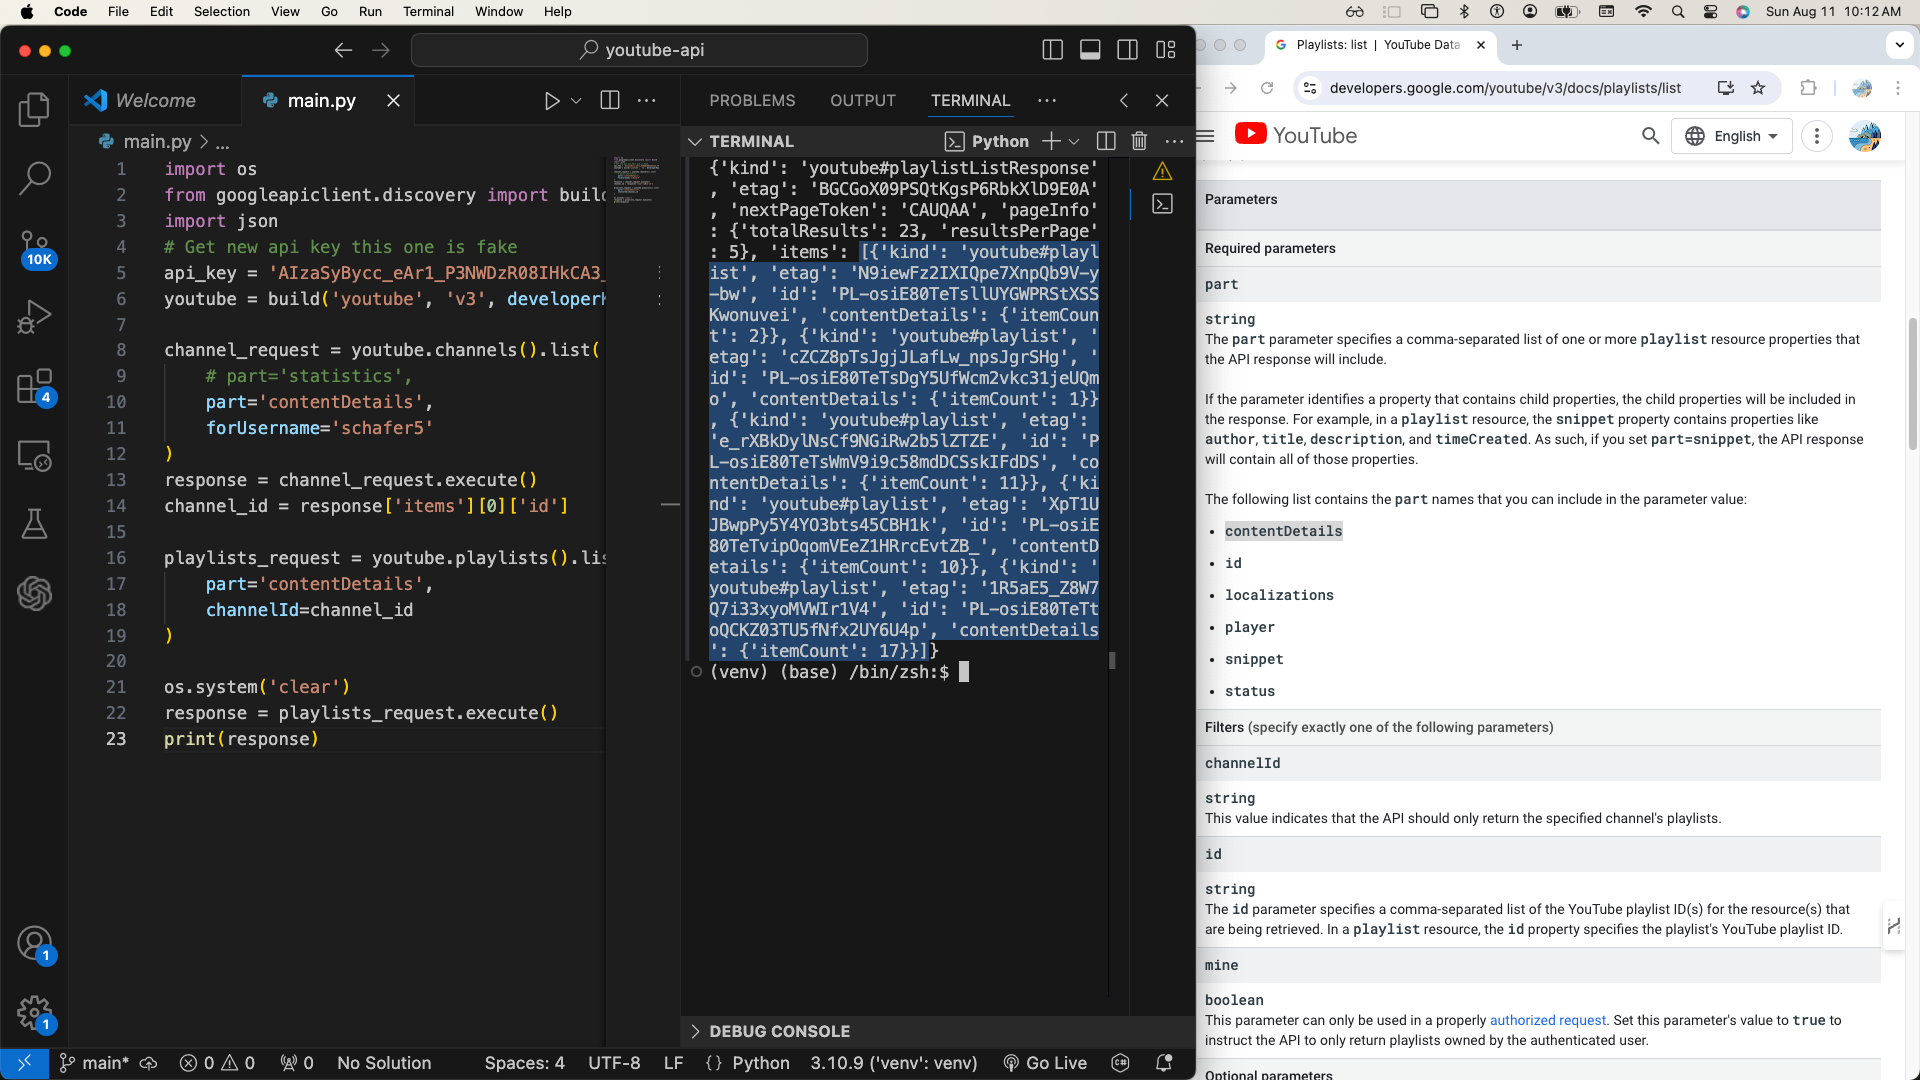 Code File Edit Selection View Go Run Terminal Window Help
Sun Aug 11 10:12 AM
youtube-api
Welcome
main.py
main.py > ...
1 import os
2 from googleapiclient.discovery import build
3 import json
4 # Get new api key this one is fake
5 api_key = 'AIzaSyBycc_eAr1_P3NWDzR08IHkCA3_
6 youtube = build('youtube', 'v3', developerK
7
8 channel_request = youtube.channels().list(
9 # part='statistics',
10 part='contentDetails',
11 forUsername='schafer5'
12 )
13 response = channel_request.execute()
14 channel_id = response['items'][0]['id']
15
16 playlists_request = youtube.playlists().lis
17 part='contentDetails',
18 channelId=channel_id
19 )
20
21 os.system('clear')
22 response = playlists_request.execute()
23 print(response)
10K
4
1
1
PROBLEMS OUTPUT TERMINAL ...
TERMINAL
Python
{'kind': 'youtube#playlistListResponse'
, 'etag': 'BGCGoX09PSQtKgsP6RbkXlD9E0A'
, 'nextPageToken': 'CAUQAA', 'pageInfo'
: {'totalResults': 23, 'resultsPerPage'
: 5}, 'items': [{'kind': 'youtube#playl
ist', 'etag': 'N9iewFz2IXIQpe7XnpQb9V-y
-bw', 'id': 'PL-osiE80TeTsllUYGWPRStXSS
Kwonuvei', 'contentDetails': {'itemCoun
t': 2}}, {'kind': 'youtube#playlist', '
etag': 'cZCZ8pTsJgjJLafLw_npsJgrSHg', '
id': 'PL-osiE80TeTsDgY5UfWcm2vkc31jeUQm
o', 'contentDetails': {'itemCount': 1}}
, {'kind': 'youtube#playlist', 'etag':
'e_rXBkDylNsCf9NGiRw2b5lZTZE', 'id': 'P
L-osiE80TeTsWmV9i9c58mdDCSskIFdDS', 'co
ntentDetails': {'itemCount': 11}}, {'ki
nd': 'youtube#playlist', 'etag': 'XpT1U
JBwpPy5Y4YO3bts45CBH1k', 'id': 'PL-osiE
80TeTvipOqomVEeZ1HRrcEvtZB_', 'contentD
etails': {'itemCount': 10}}, {'kind': '
youtube#playlist', 'etag': '1R5aE5_Z8W7
Q7i33xyoMVWIr1V4', 'id': 'PL-osiE80TeTt
oQCKZ03TU5fNfx2UY6U4p', 'contentDetails
': {'itemCount': 17}}]}
(venv) (base) /bin/zsh:$
DEBUG CONSOLE
main* 0 0 0 No Solution Spaces: 4 UTF-8 LF {} Python 3.10.9 ('venv': venv) Go Live
Playlists: list | YouTube Data
developers.google.com/youtube/v3/docs/playlists/list
YouTube
English
Parameters
Required parameters
part
string
The part parameter specifies a comma-separated list of one or more playlist resource properties that
the API response will include.
If the parameter identifies a property that contains child properties, the child properties will be included in
the response. For example, in a playlist resource, the snippet property contains properties like
author, title, description, and timeCreated. As such, if you set part=snippet, the API response
will contain all of those properties.
The following list contains the part names that you can include in the parameter value:
• contentDetails
• id
• localizations
• player
• snippet
• status
Filters (specify exactly one of the following parameters)
channelId
string
This value indicates that the API should only return the specified channel's playlists.
id
string
The id parameter specifies a comma-separated list of the YouTube playlist ID(s) for the resource(s) that
are being retrieved. In a playlist resource, the id property specifies the playlist's YouTube playlist ID.
mine
boolean
This parameter can only be used in a properly authorized request. Set this parameter's value to true to
instruct the API to only return playlists owned by the authenticated user.
Optional parameters